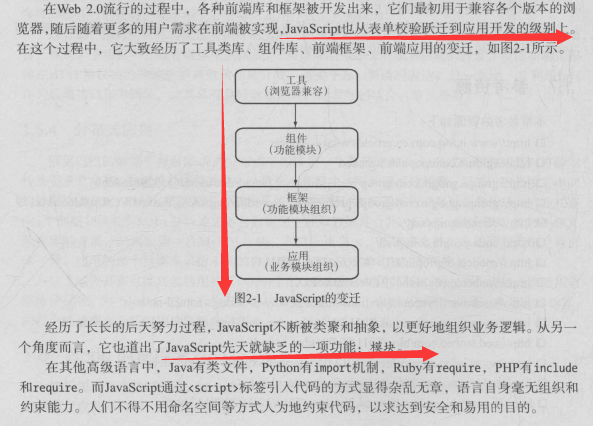 在Web 2.0流行的过程中，各种前端库和框架被开发出来，它们最初用于兼容各个版本的浏
览器，随后随着更多的用户需求在前端被实现，JavaScript也从表单校验跃迁到应用开发的级别上。
在这个过程中，它大致经历了工具类库、组件库、前端框架、前端应用的变迁，如图2-1所示。
工具
（浏览器兼容）
组件
（功能模块）
框架
（功能模块组织）
应用
（业务模块组织）
图2-1 JavaScript的变迁
经历了长长的后天努力过程，JavaScript不断被类聚和抽象，以更好地组织业务逻辑。从另一
个角度而言，它也道出了JavaScript先天就缺乏的一项功能：模块。
在其他高级语言中，Java有类文件，Python有import机制，Ruby有require，PHP有include
和require。而JavaScript通过<script>标签引入代码的方式显得杂乱无章，语言自身毫无组织和
约束能力。人们不得不用命名空间等方式人为地约束代码，以求达到安全和易用的目的。